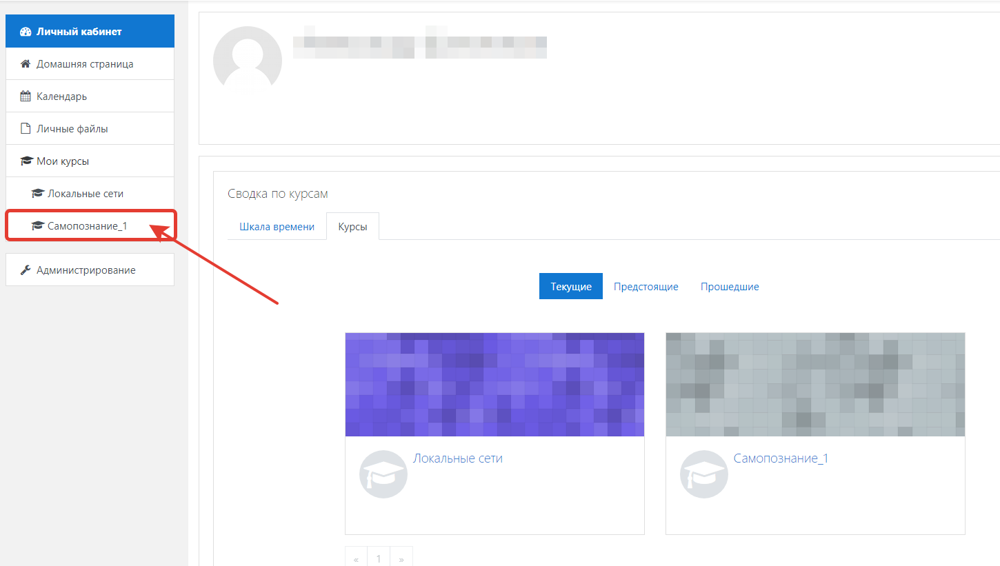 Личный кабинет
Домашняя страница
Календарь
Личные файлы
Мои курсы
Локальные сети
Самопознание_1
Администрирование
Сводка по курсам
Шкала времени
Курсы
Текущие Предстоящие Прошедшие
Локальные сети
Самопознание_1
« 1 »